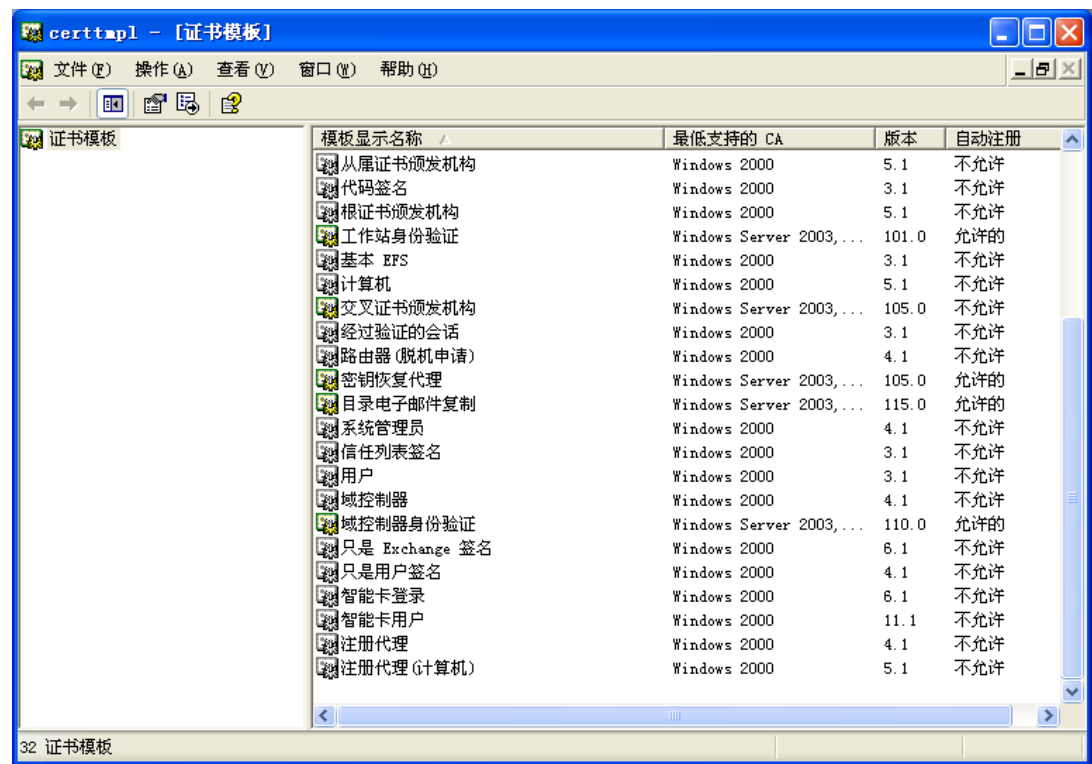 certtmpl - [证书模板]
文件(F) 操作(A) 查看(V) 窗口(W) 帮助(H)
证书模板
模板显示名称 最低支持的 CA 版本 自动注册
从属证书颁发机构 Windows 2000 5.1 不允许
代码签名 Windows 2000 3.1 不允许
根证书颁发机构 Windows 2000 5.1 不允许
工作站身份验证 Windows Server 2003,... 101.0 允许的
基本 EFS Windows 2000 3.1 不允许
计算机 Windows 2000 5.1 不允许
交叉证书颁发机构 Windows Server 2003,... 105.0 不允许
经过验证的会话 Windows 2000 3.1 不允许
路由器(脱机申请) Windows 2000 4.1 不允许
密钥恢复代理 Windows Server 2003,... 105.0 允许的
目录电子邮件复制 Windows Server 2003,... 115.0 允许的
系统管理员 Windows 2000 4.1 不允许
信任列表签名 Windows 2000 3.1 不允许
用户 Windows 2000 3.1 不允许
域控制器 Windows 2000 4.1 不允许
域控制器身份验证 Windows Server 2003,... 110.0 允许的
只是 Exchange 签名 Windows 2000 6.1 不允许
只是用户签名 Windows 2000 4.1 不允许
智能卡登录 Windows 2000 6.1 不允许
智能卡用户 Windows 2000 11.1 不允许
注册代理 Windows 2000 4.1 不允许
注册代理(计算机) Windows 2000 5.1 不允许
32 证书模板